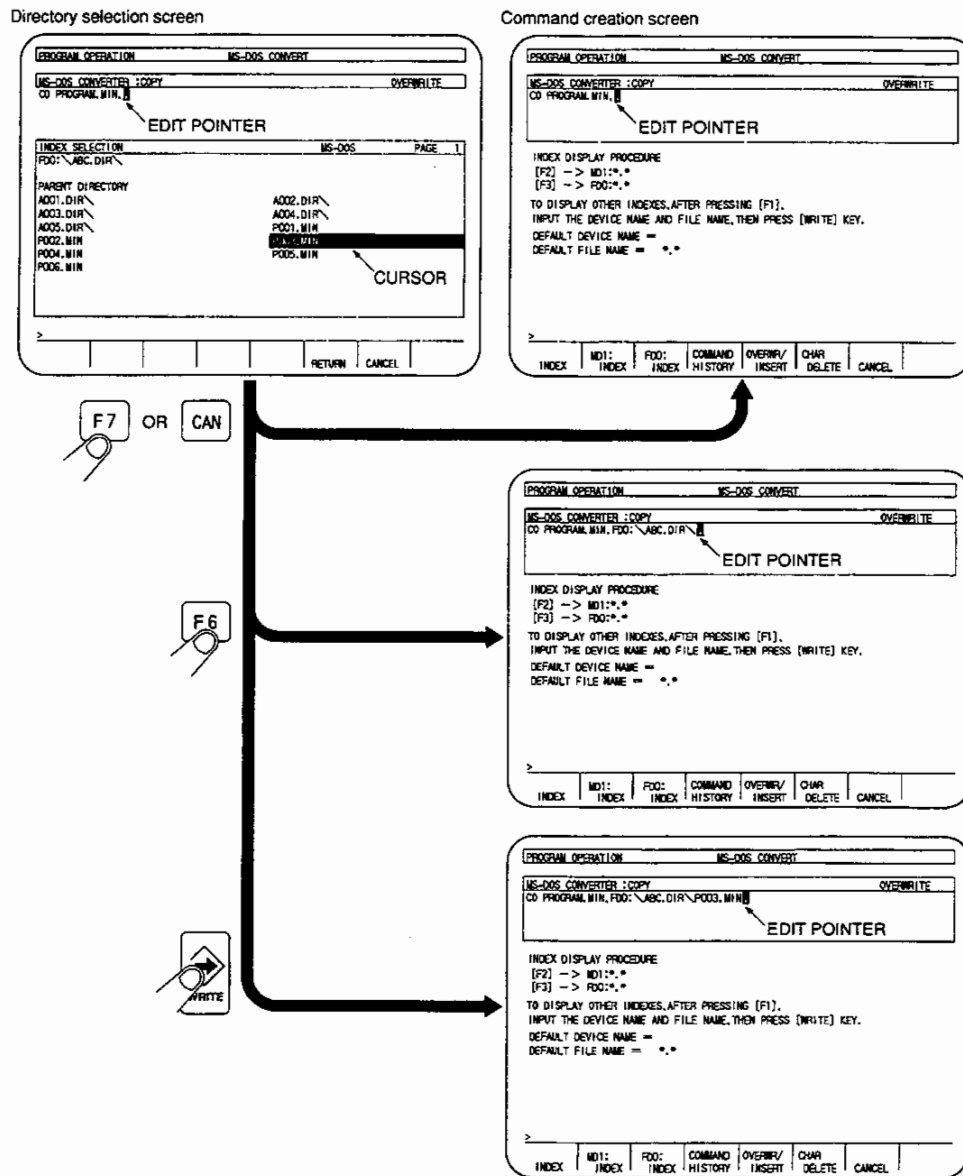 Directory selection screen
PROGRAM OPERATION MS-DOS CONVERT
MS-DOS CONVERTER :COPY OVERWRITE
CO PROGRAM.MIN,
EDIT POINTER
INDEX SELECTION MS-DOS PAGE 1
FD0:\ABC.DIR\
PARENT DIRECTORY
A001.DIR\ A002.DIR\
A003.DIR\ A004.DIR\
A005.DIR\ P001.MIN
P002.MIN
P004.MIN P005.MIN
P006.MIN
CURSOR
>
RETURN CANCEL
Command creation screen
PROGRAM OPERATION MS-DOS CONVERT
MS-DOS CONVERTER :COPY OVERWRITE
CO PROGRAM.MIN,
EDIT POINTER
INDEX DISPLAY PROCEDURE
[F2] -> MD1:*.*
[F3] -> FD0:*.*
TO DISPLAY OTHER INDEXES,AFTER PRESSING [F1],
INPUT THE DEVICE NAME AND FILE NAME,THEN PRESS [WRITE] KEY.
DEFAULT DEVICE NAME =
DEFAULT FILE NAME = *.*
>
INDEX MD1: INDEX FD0: INDEX COMMAND HISTORY OVERWR/ INSERT CHAR DELETE CANCEL
F7 OR CAN
PROGRAM OPERATION MS-DOS CONVERT
MS-DOS CONVERTER :COPY OVERWRITE
CO PROGRAM.MIN,FD0:\ABC.DIR\
EDIT POINTER
INDEX DISPLAY PROCEDURE
[F2] -> MD1:*.*
[F3] -> FD0:*.*
TO DISPLAY OTHER INDEXES,AFTER PRESSING [F1],
INPUT THE DEVICE NAME AND FILE NAME,THEN PRESS [WRITE] KEY.
DEFAULT DEVICE NAME =
DEFAULT FILE NAME = *.*
>
INDEX MD1: INDEX FD0: INDEX COMMAND HISTORY OVERWR/ INSERT CHAR DELETE CANCEL
F6
PROGRAM OPERATION MS-DOS CONVERT
MS-DOS CONVERTER :COPY OVERWRITE
CO PROGRAM.MIN,FD0:\ABC.DIR\P003.MIN
EDIT POINTER
INDEX DISPLAY PROCEDURE
[F2] -> MD1:*.*
[F3] -> FD0:*.*
TO DISPLAY OTHER INDEXES,AFTER PRESSING [F1],
INPUT THE DEVICE NAME AND FILE NAME,THEN PRESS [WRITE] KEY.
DEFAULT DEVICE NAME =
DEFAULT FILE NAME = *.*
>
INDEX MD1: INDEX FD0: INDEX COMMAND HISTORY OVERWR/ INSERT CHAR DELETE CANCEL
WRITE